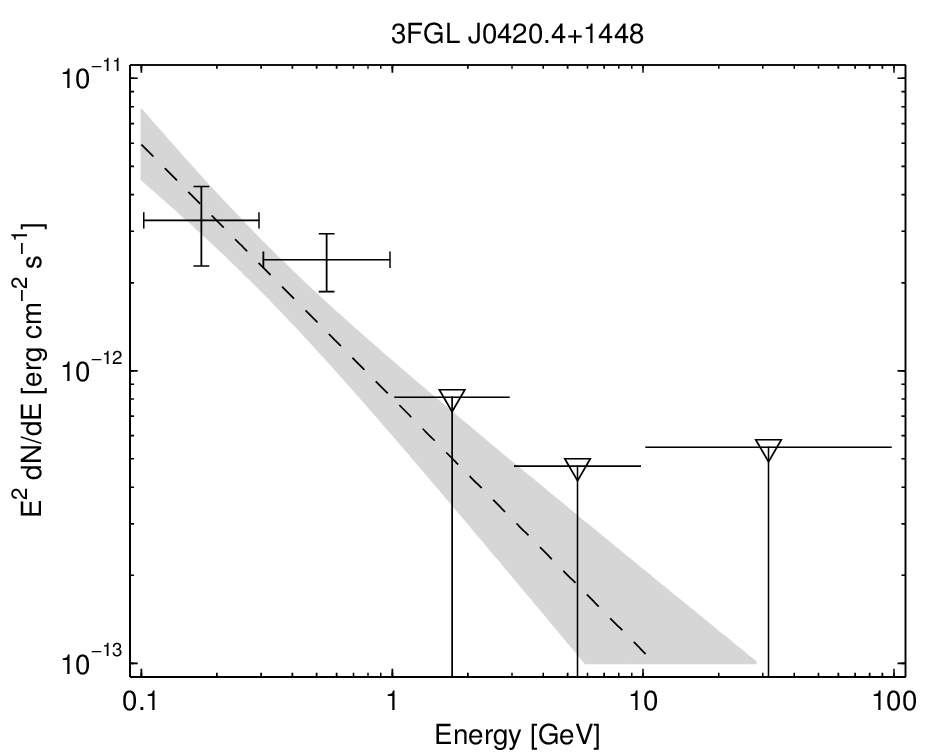 3FGL J0420.4+1448
10⁻¹¹
10⁻¹²
10⁻¹³
E² dN/dE [erg cm⁻² s⁻¹]
0.1 1 10 100
Energy [GeV]